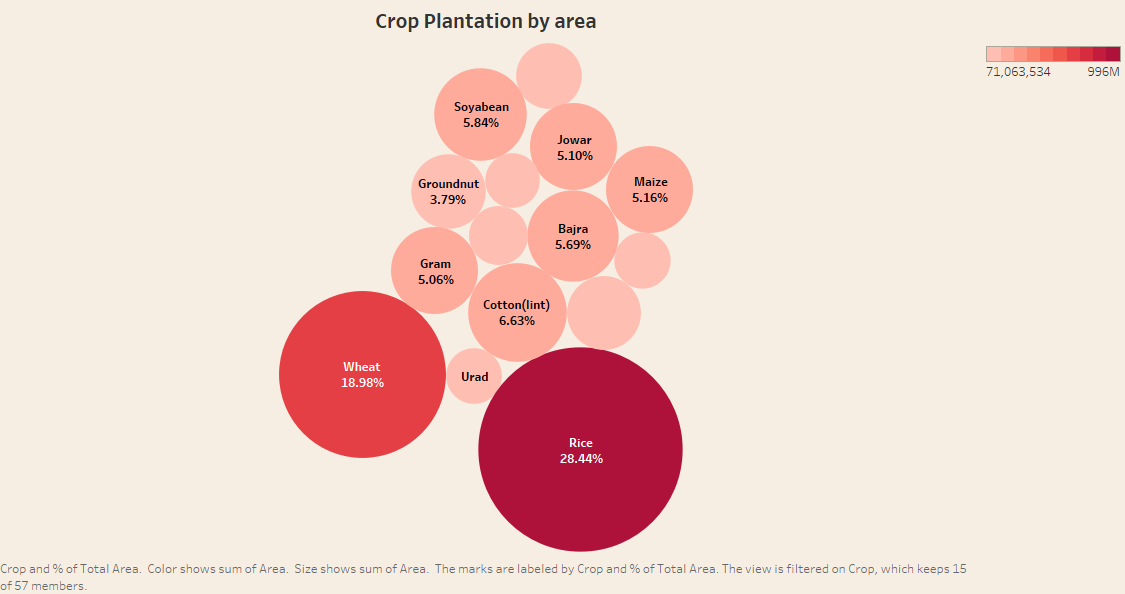 Crop Plantation by area
71,063,534 996M
Soyabean
5.84%
Jowar
5.10%
Maize
5.16%
Groundnut
3.79%
Bajra
5.69%
Gram
5.06%
Cotton(lint)
6.63%
Wheat
18.98%
Urad
Rice
28.44%
Crop and % of Total Area.  Color shows sum of Area.  Size shows sum of Area.  The marks are labeled by Crop and % of Total Area. The view is filtered on Crop, which keeps 15
of 57 members.